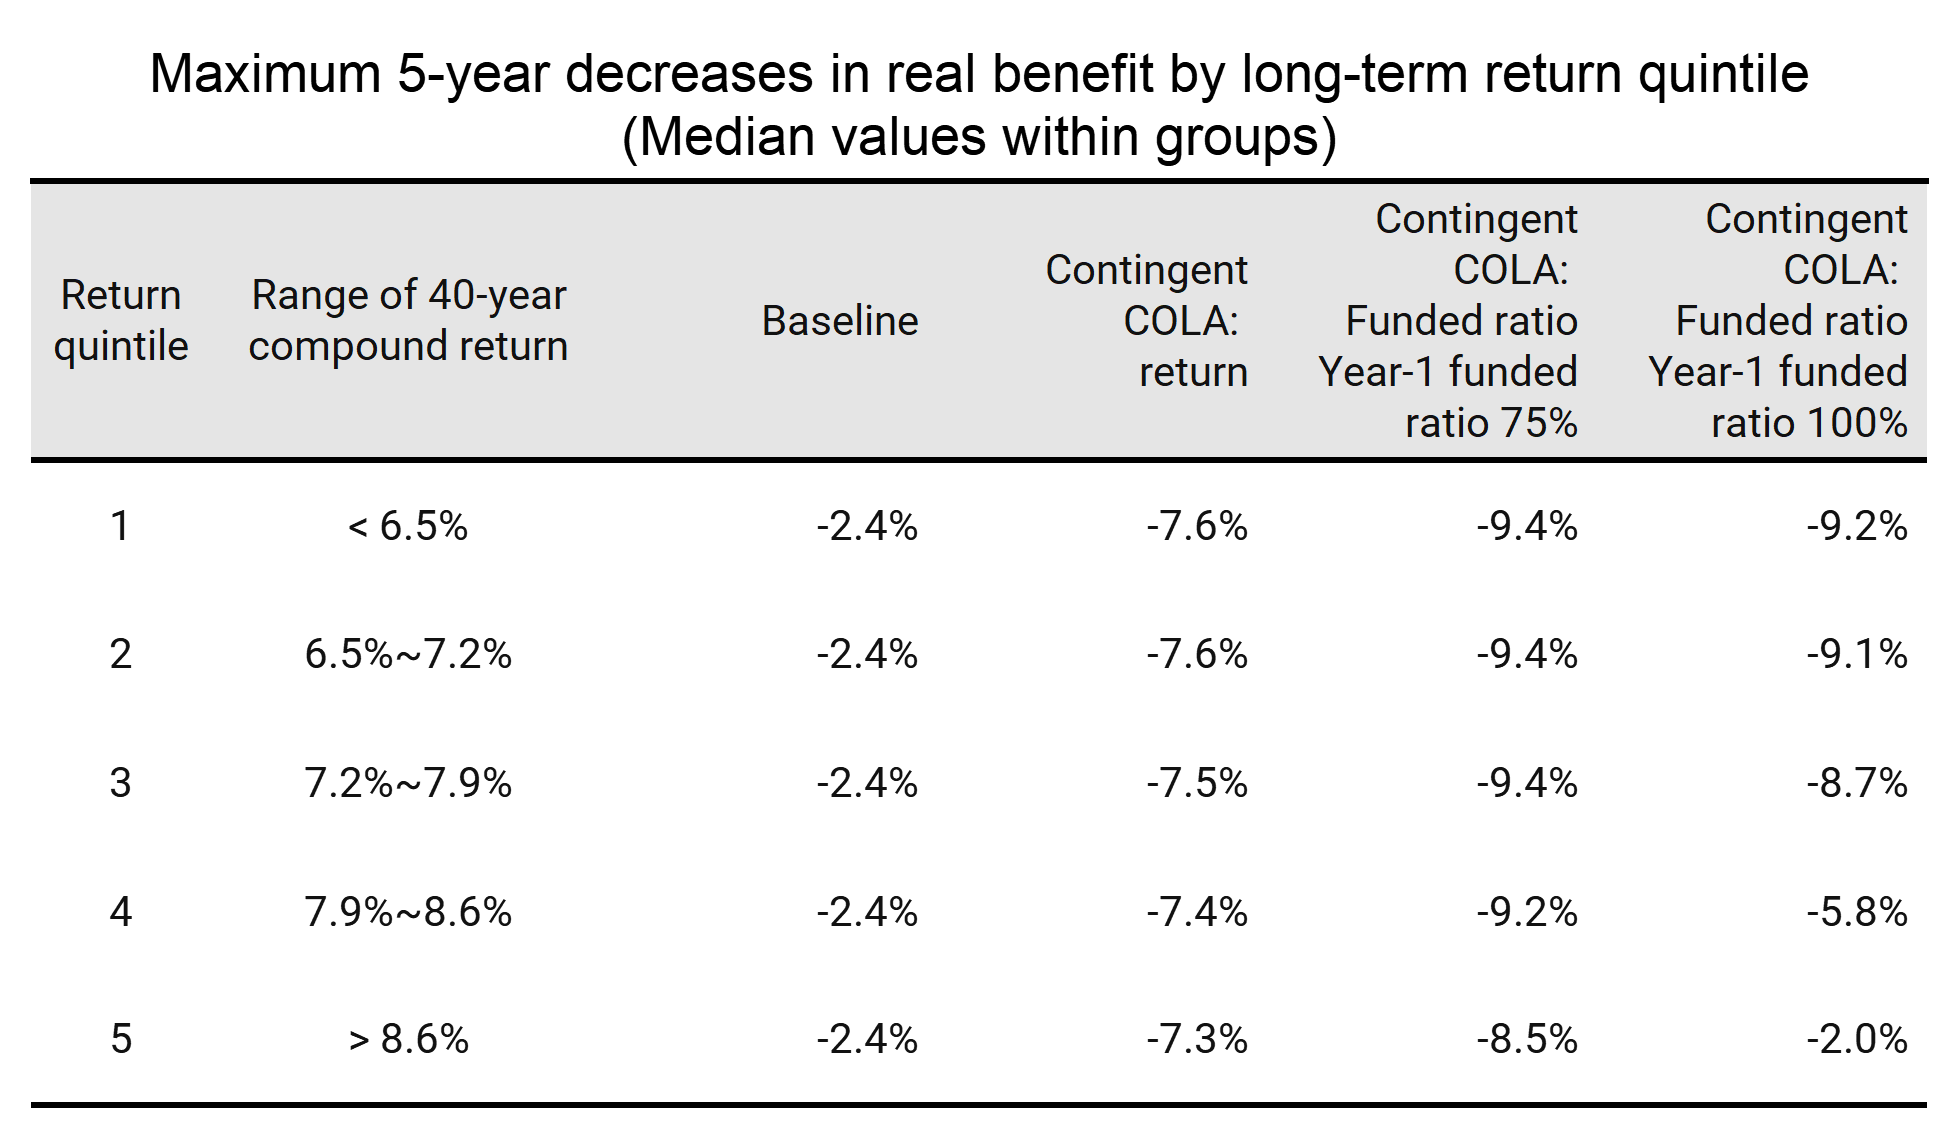 Maximum 5-year decreases in real benefit by long-term return quintile
(Median values within groups)
Return
quintile
Range of 40-year
compound return
Baseline
Contingent
COLA:
return
Contingent
COLA:
Funded ratio
Year-1 funded
ratio 75%
Contingent
COLA:
Funded ratio
Year-1 funded
ratio 100%
1 < 6.5% -2.4% -7.6% -9.4% -9.2%
2 6.5%~7.2% -2.4% -7.6% -9.4% -9.1%
3 7.2%~7.9% -2.4% -7.5% -9.4% -8.7%
4 7.9%~8.6% -2.4% -7.4% -9.2% -5.8%
5 > 8.6% -2.4% -7.3% -8.5% -2.0%